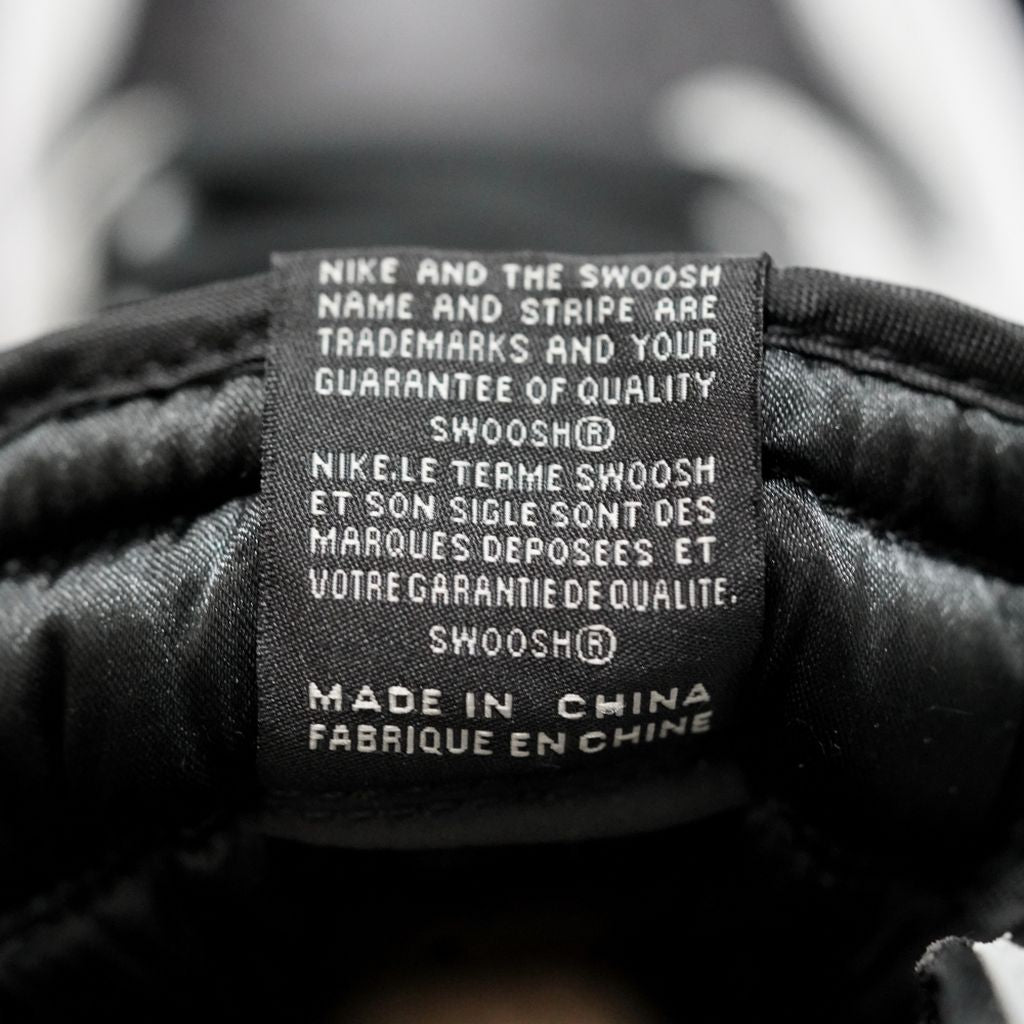 NIKE AND THE SWOOSH
NAME AND STRIPE ARE
TRADEMARKS AND YOUR
GUARANTEE OF QUALITY
SWOOSH®
NIKE.LE TERME SWOOSH
ET SON SIGLE SONT DES
MARQUES DEPOSEES ET
VOTRE GARANTIE DE QUALITE.
SWOOSH®
MADE IN CHINA
FABRIQUE EN CHINE